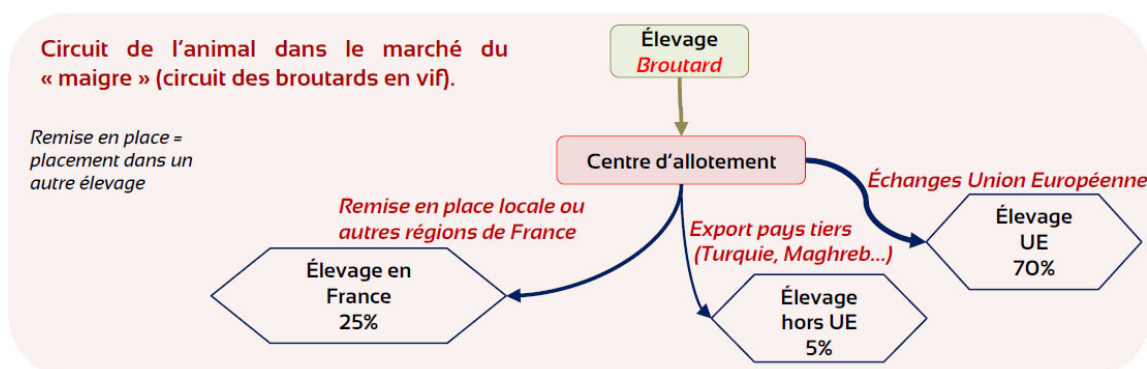 Circuit de l’animal dans le marché du
« maigre » (circuit des broutards en vif).
Élevage
Broutard
Remise en place =
placement dans un
autre élevage
Centre d’allotement
Échanges Union Européenne
Remise en place locale ou
autres régions de France
Export pays tiers
(Turquie, Maghreb...)
Élevage
UE
70%
Élevage en
France
25%
Élevage
hors UE
5%